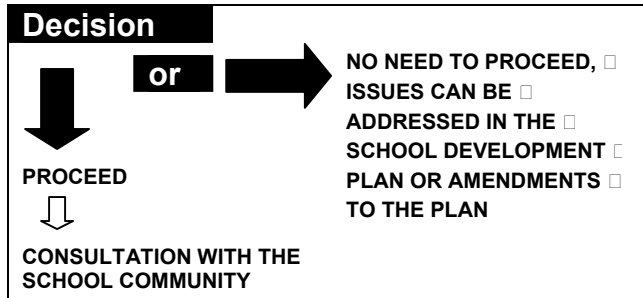 Decision
or
NO NEED TO PROCEED,
ISSUES CAN BE
ADDRESSED IN THE
SCHOOL DEVELOPMENT
PLAN OR AMENDMENTS
TO THE PLAN
PROCEED
CONSULTATION WITH THE
SCHOOL COMMUNITY